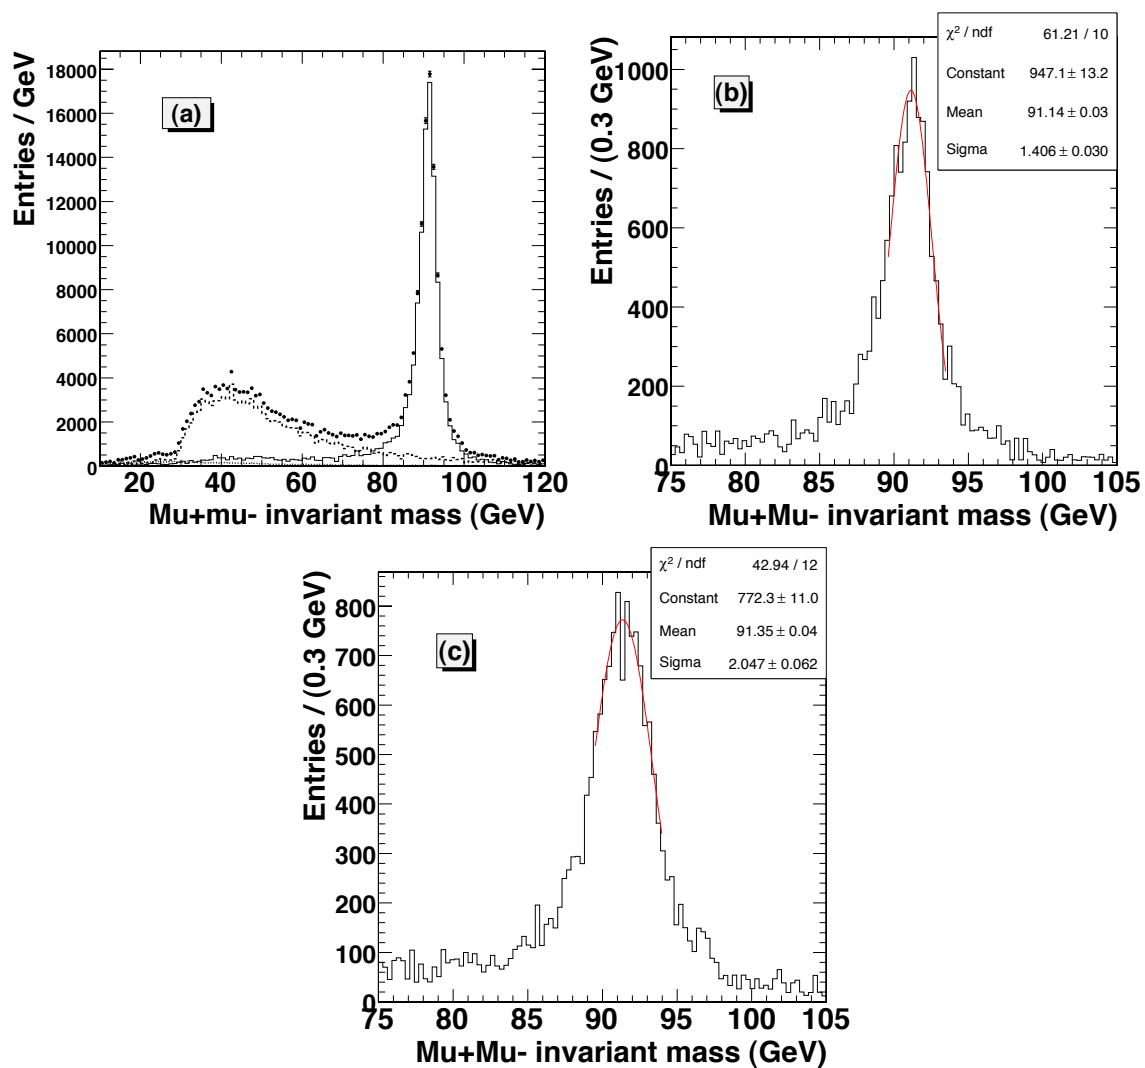 Entries / GeV
18000
16000
14000
12000
10000
8000
6000
4000
2000
0
(a)
20 40 60 80 100 120
Mu+mu- invariant mass (GeV)
Entries / (0.3 GeV)
1000
800
600
400
200
0
(b)
χ² / ndf 61.21 / 10
Constant 947.1 ± 13.2
Mean 91.14 ± 0.03
Sigma 1.406 ± 0.030
75 80 85 90 95 100 105
Mu+Mu- invariant mass (GeV)
Entries / (0.3 GeV)
800
700
600
500
400
300
200
100
0
(c)
χ² / ndf 42.94 / 12
Constant 772.3 ± 11.0
Mean 91.35 ± 0.04
Sigma 2.047 ± 0.062
75 80 85 90 95 100 105
Mu+Mu- invariant mass (GeV)